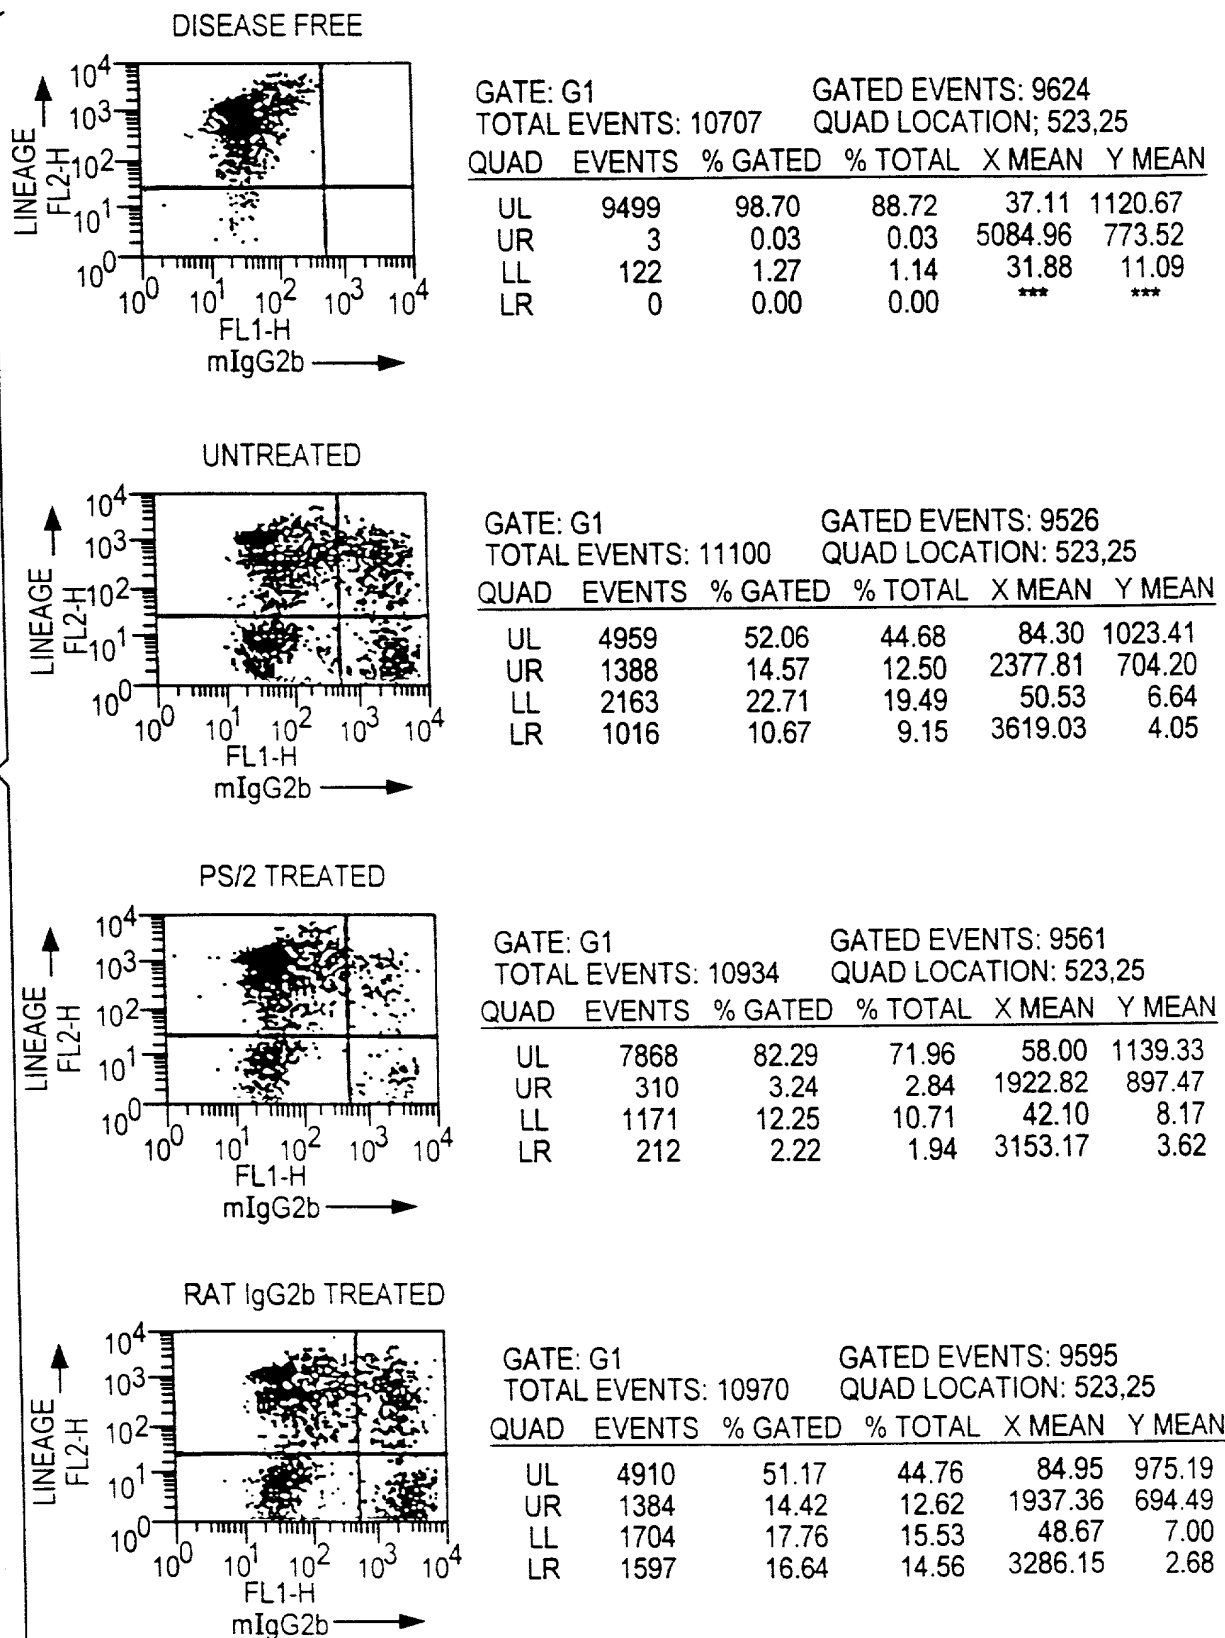 DISEASE FREE
LINEAGE
FL2-H
10^4
10^3
10^2
10^1
10^0
10^0 10^1 10^2 10^3 10^4
FL1-H
mIgG2b
GATE: G1 GATED EVENTS: 9624
TOTAL EVENTS: 10707 QUAD LOCATION; 523,25
QUAD EVENTS % GATED % TOTAL X MEAN Y MEAN
UL 9499 98.70 88.72 37.11 1120.67
UR 3 0.03 0.03 5084.96 773.52
LL 122 1.27 1.14 31.88 11.09
LR 0 0.00 0.00 *** ***
UNTREATED
LINEAGE
FL2-H
10^4
10^3
10^2
10^1
10^0
10^0 10^1 10^2 10^3 10^4
FL1-H
mIgG2b
GATE: G1 GATED EVENTS: 9526
TOTAL EVENTS: 11100 QUAD LOCATION: 523,25
QUAD EVENTS % GATED % TOTAL X MEAN Y MEAN
UL 4959 52.06 44.68 84.30 1023.41
UR 1388 14.57 12.50 2377.81 704.20
LL 2163 22.71 19.49 50.53 6.64
LR 1016 10.67 9.15 3619.03 4.05
PS/2 TREATED
LINEAGE
FL2-H
10^4
10^3
10^2
10^1
10^0
10^0 10^1 10^2 10^3 10^4
FL1-H
mIgG2b
GATE: G1 GATED EVENTS: 9561
TOTAL EVENTS: 10934 QUAD LOCATION: 523,25
QUAD EVENTS % GATED % TOTAL X MEAN Y MEAN
UL 7868 82.29 71.96 58.00 1139.33
UR 310 3.24 2.84 1922.82 897.47
LL 1171 12.25 10.71 42.10 8.17
LR 212 2.22 1.94 3153.17 3.62
RAT IgG2b TREATED
LINEAGE
FL2-H
10^4
10^3
10^2
10^1
10^0
10^0 10^1 10^2 10^3 10^4
FL1-H
mIgG2b
GATE: G1 GATED EVENTS: 9595
TOTAL EVENTS: 10970 QUAD LOCATION: 523,25
QUAD EVENTS % GATED % TOTAL X MEAN Y MEAN
UL 4910 51.17 44.76 84.95 975.19
UR 1384 14.42 12.62 1937.36 694.49
LL 1704 17.76 15.53 48.67 7.00
LR 1597 16.64 14.56 3286.15 2.68